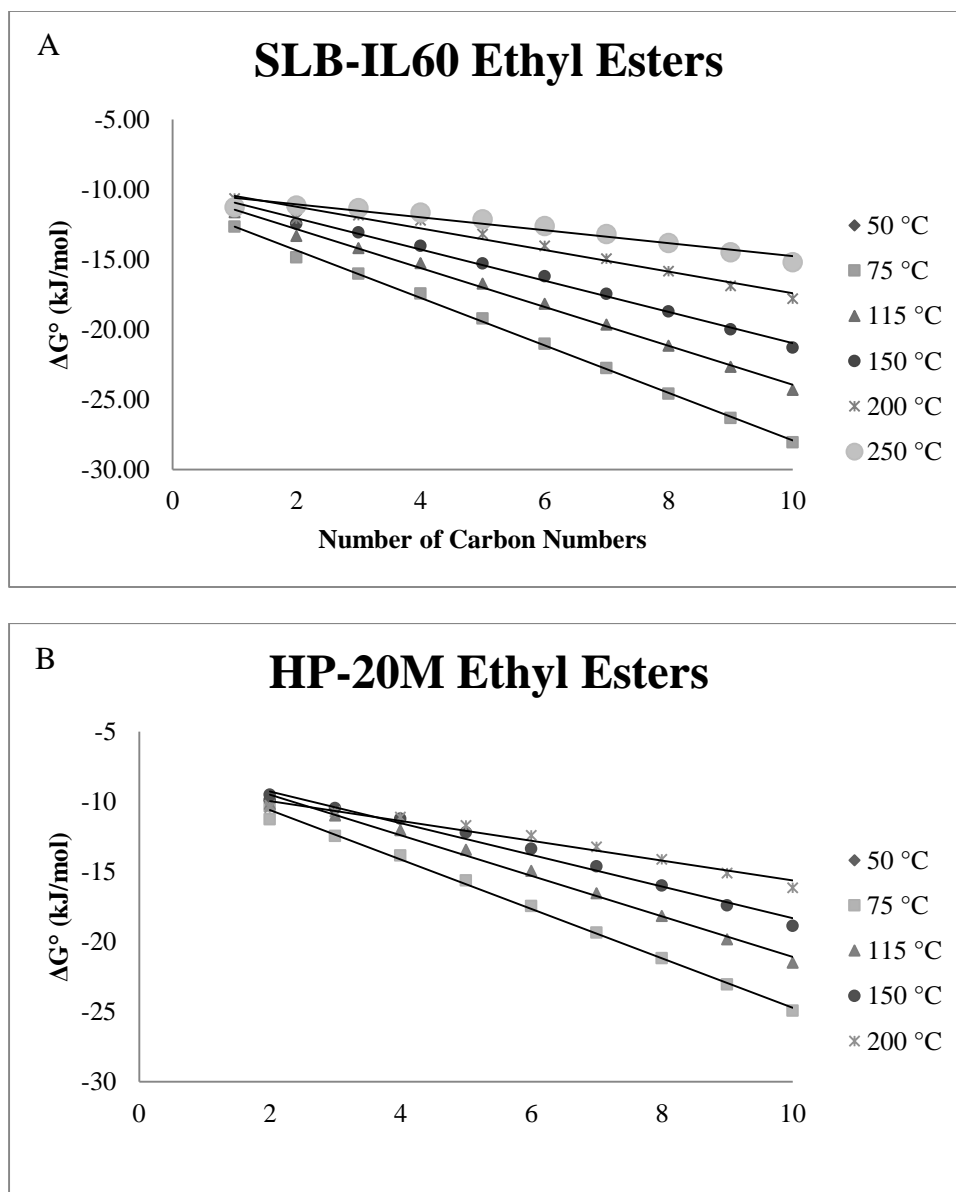 A
SLB-IL60 Ethyl Esters
-5.00
-10.00
-15.00
-20.00
-25.00
-30.00
ΔG° (kJ/mol)
0
2
4
6
8
10
Number of Carbon Numbers
50 °C
75 °C
115 °C
150 °C
200 °C
250 °C
B
HP-20M Ethyl Esters
-5
-10
-15
-20
-25
-30
ΔG° (kJ/mol)
0
2
4
6
8
10
50 °C
75 °C
115 °C
150 °C
200 °C